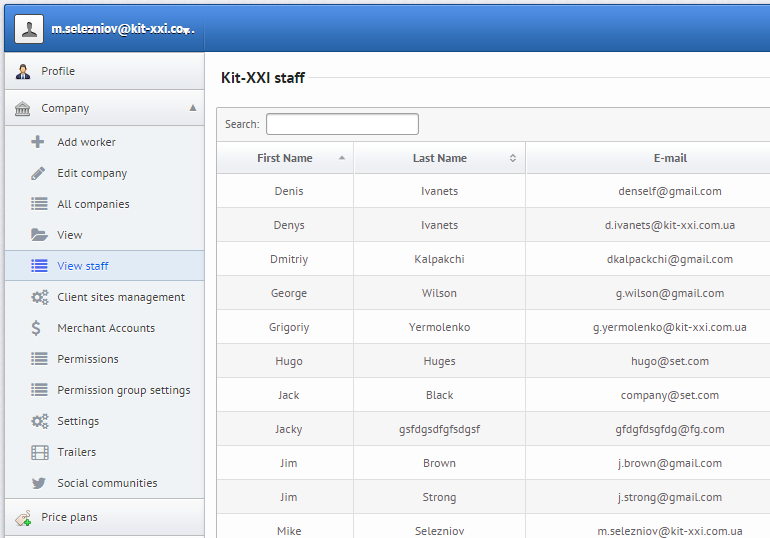 m.selezniov@kit-xxi.co...
Profile
Company
Add worker
Edit company
All companies
View
View staff
Client sites management
Merchant Accounts
Permissions
Permission group settings
Settings
Trailers
Social communities
Price plans
Kit-XXI staff
Search:
First Name Last Name E-mail
Denis Ivanets denself@gmail.com
Denys Ivanets d.ivanets@kit-xxi.com.ua
Dmitriy Kalpakchi dkalpackchi@gmail.com
George Wilson g.wilson@gmail.com
Grigoriy Yermolenko g.yermolenko@kit-xxi.com.ua
Hugo Huges hugo@set.com
Jack Black company@set.com
Jacky gsfdgsdfgfsdgsf gfdgfdsgfdg@fg.com
Jim Brown j.brown@gmail.com
Jim Strong j.strong@gmail.com
Mike Selezniov m.selezniov@kit-xxi.com.ua